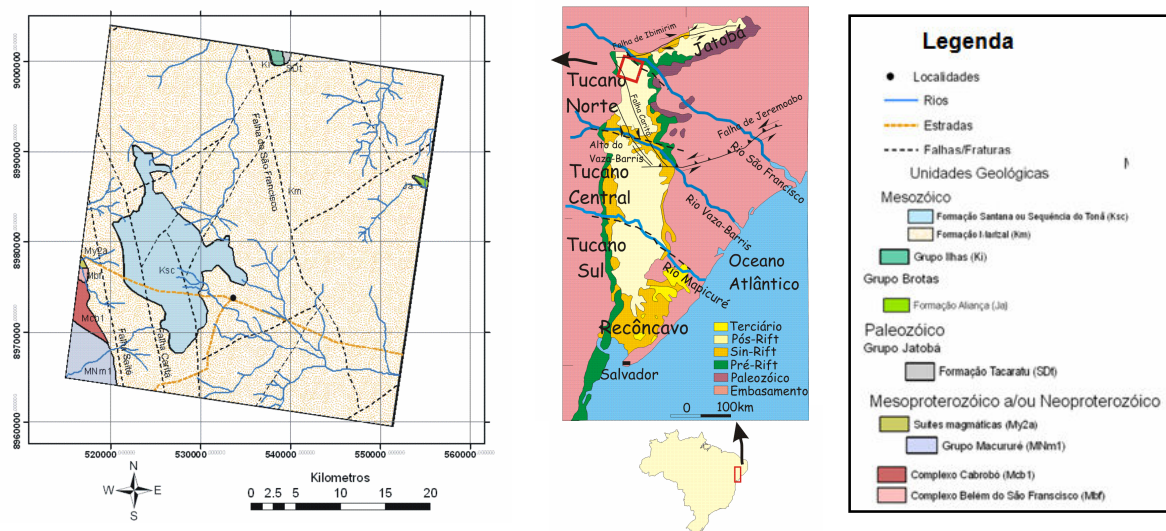 9000000
8990000
8980000
8970000
8960000
520000
530000
540000
550000
560000
Ki
SDt
Falha do São Francisco
Km
Ja
My2a
Mbf
Ksc
Mcb1
Falha Salte
Falha Caritá
MNm1
N
W
E
S
Kilometros
0 2.5 5 10 15 20
Falha de Ibimirim
Jatobá
Tucano
Norte
Falha Caritá
Falha de Jeremoabo
Alto do
Vaza-Barris
Rio São Francisco
Tucano
Central
Rio Vaza-Barris
Tucano
Sul
Oceano
Atlântico
Rio Mapicuré
Recôncavo
Terciário
Pós-Rift
Sin-Rift
Pré-Rift
Paleozóico
Embasamento
Salvador
0 100km
Legenda
Localidades
Rios
Estradas
Falhas/Fraturas
Unidades Geológicas
Mesozóico
Formação Santana ou Sequência do Tonã (Ksc)
Formação Marizal (Km)
Grupo Ilhas (Ki)
Grupo Brotas
Formação Aliança (Ja)
Paleozóico
Grupo Jatobá
Formação Tacaratu (SDt)
Mesoproterozóico a/ou Neoproterozóico
Suites magmáticas (My2a)
Grupo Macururé (MNm1)
Complexo Cabrobó (Mcb1)
Complexo Belém do São Franscisco (Mbf)